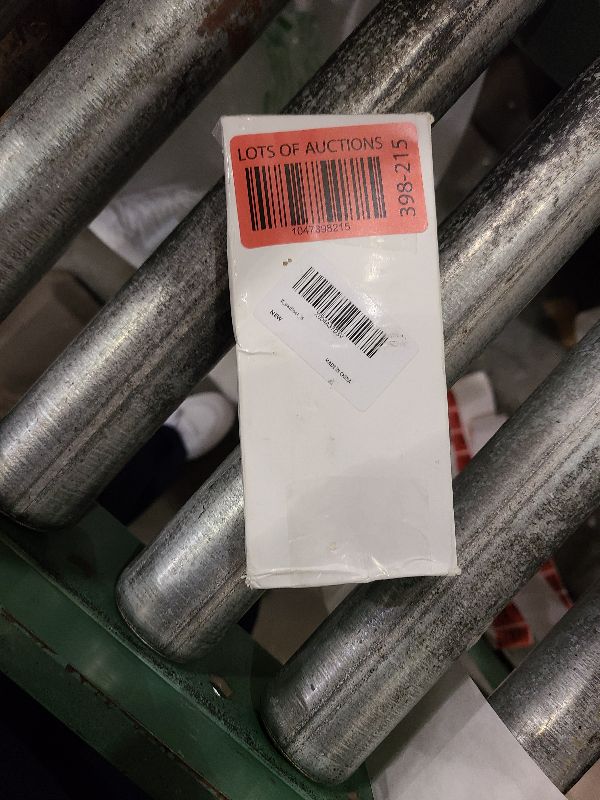 LOTS OF AUCTIONS
398-215
1047398215
NEW
MADE IN CHINA